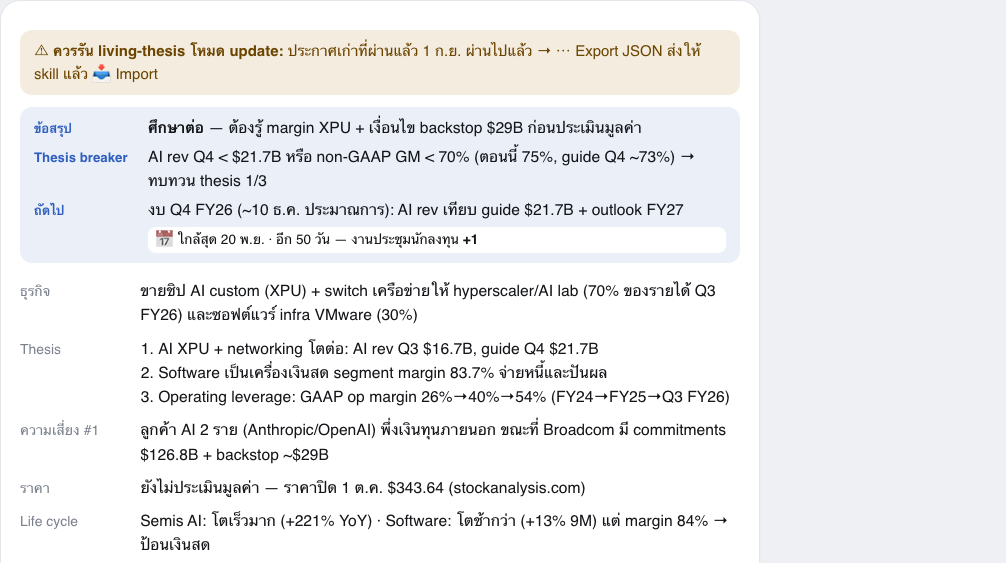 ⚠ ควรรัน living-thesis โหมด update: ประกาศเก่าที่ผ่านแล้ว 1 ก.ย. ผ่านไปแล้ว → ··· Export JSON ส่งให้
skill แล้ว 📥 Import
ข้อสรุป ศึกษาต่อ — ต้องรู้ margin XPU + เงื่อนไข backstop $29B ก่อนประเมินมูลค่า
Thesis breaker AI rev Q4 < $21.7B หรือ non-GAAP GM < 70% (ตอนนี้ 75%, guide Q4 ~73%) →
ทบทวน thesis 1/3
ถัดไป งบ Q4 FY26 (~10 ธ.ค. ประมาณการ): AI rev เทียบ guide $21.7B + outlook FY27
📅 ใกล้สุด 20 พ.ย. · อีก 50 วัน — งานประชุมนักลงทุน +1
ธุรกิจ ขายชิป AI custom (XPU) + switch เครือข่ายให้ hyperscaler/AI lab (70% ของรายได้ Q3
FY26) และซอฟต์แวร์ infra VMware (30%)
Thesis 1. AI XPU + networking โตต่อ: AI rev Q3 $16.7B, guide Q4 $21.7B
2. Software เป็นเครื่องเงินสด segment margin 83.7% จ่ายหนี้และปันผล
3. Operating leverage: GAAP op margin 26%→40%→54% (FY24→FY25→Q3 FY26)
ความเสี่ยง #1 ลูกค้า AI 2 ราย (Anthropic/OpenAI) พึ่งเงินทุนภายนอก ขณะที่ Broadcom มี commitments
$126.8B + backstop ~$29B
ราคา ยังไม่ประเมินมูลค่า — ราคาปิด 1 ต.ค. $343.64 (stockanalysis.com)
Life cycle Semis AI: โตเร็วมาก (+221% YoY) · Software: โตช้ากว่า (+13% 9M) แต่ margin 84% →
ป้อนเงินสด